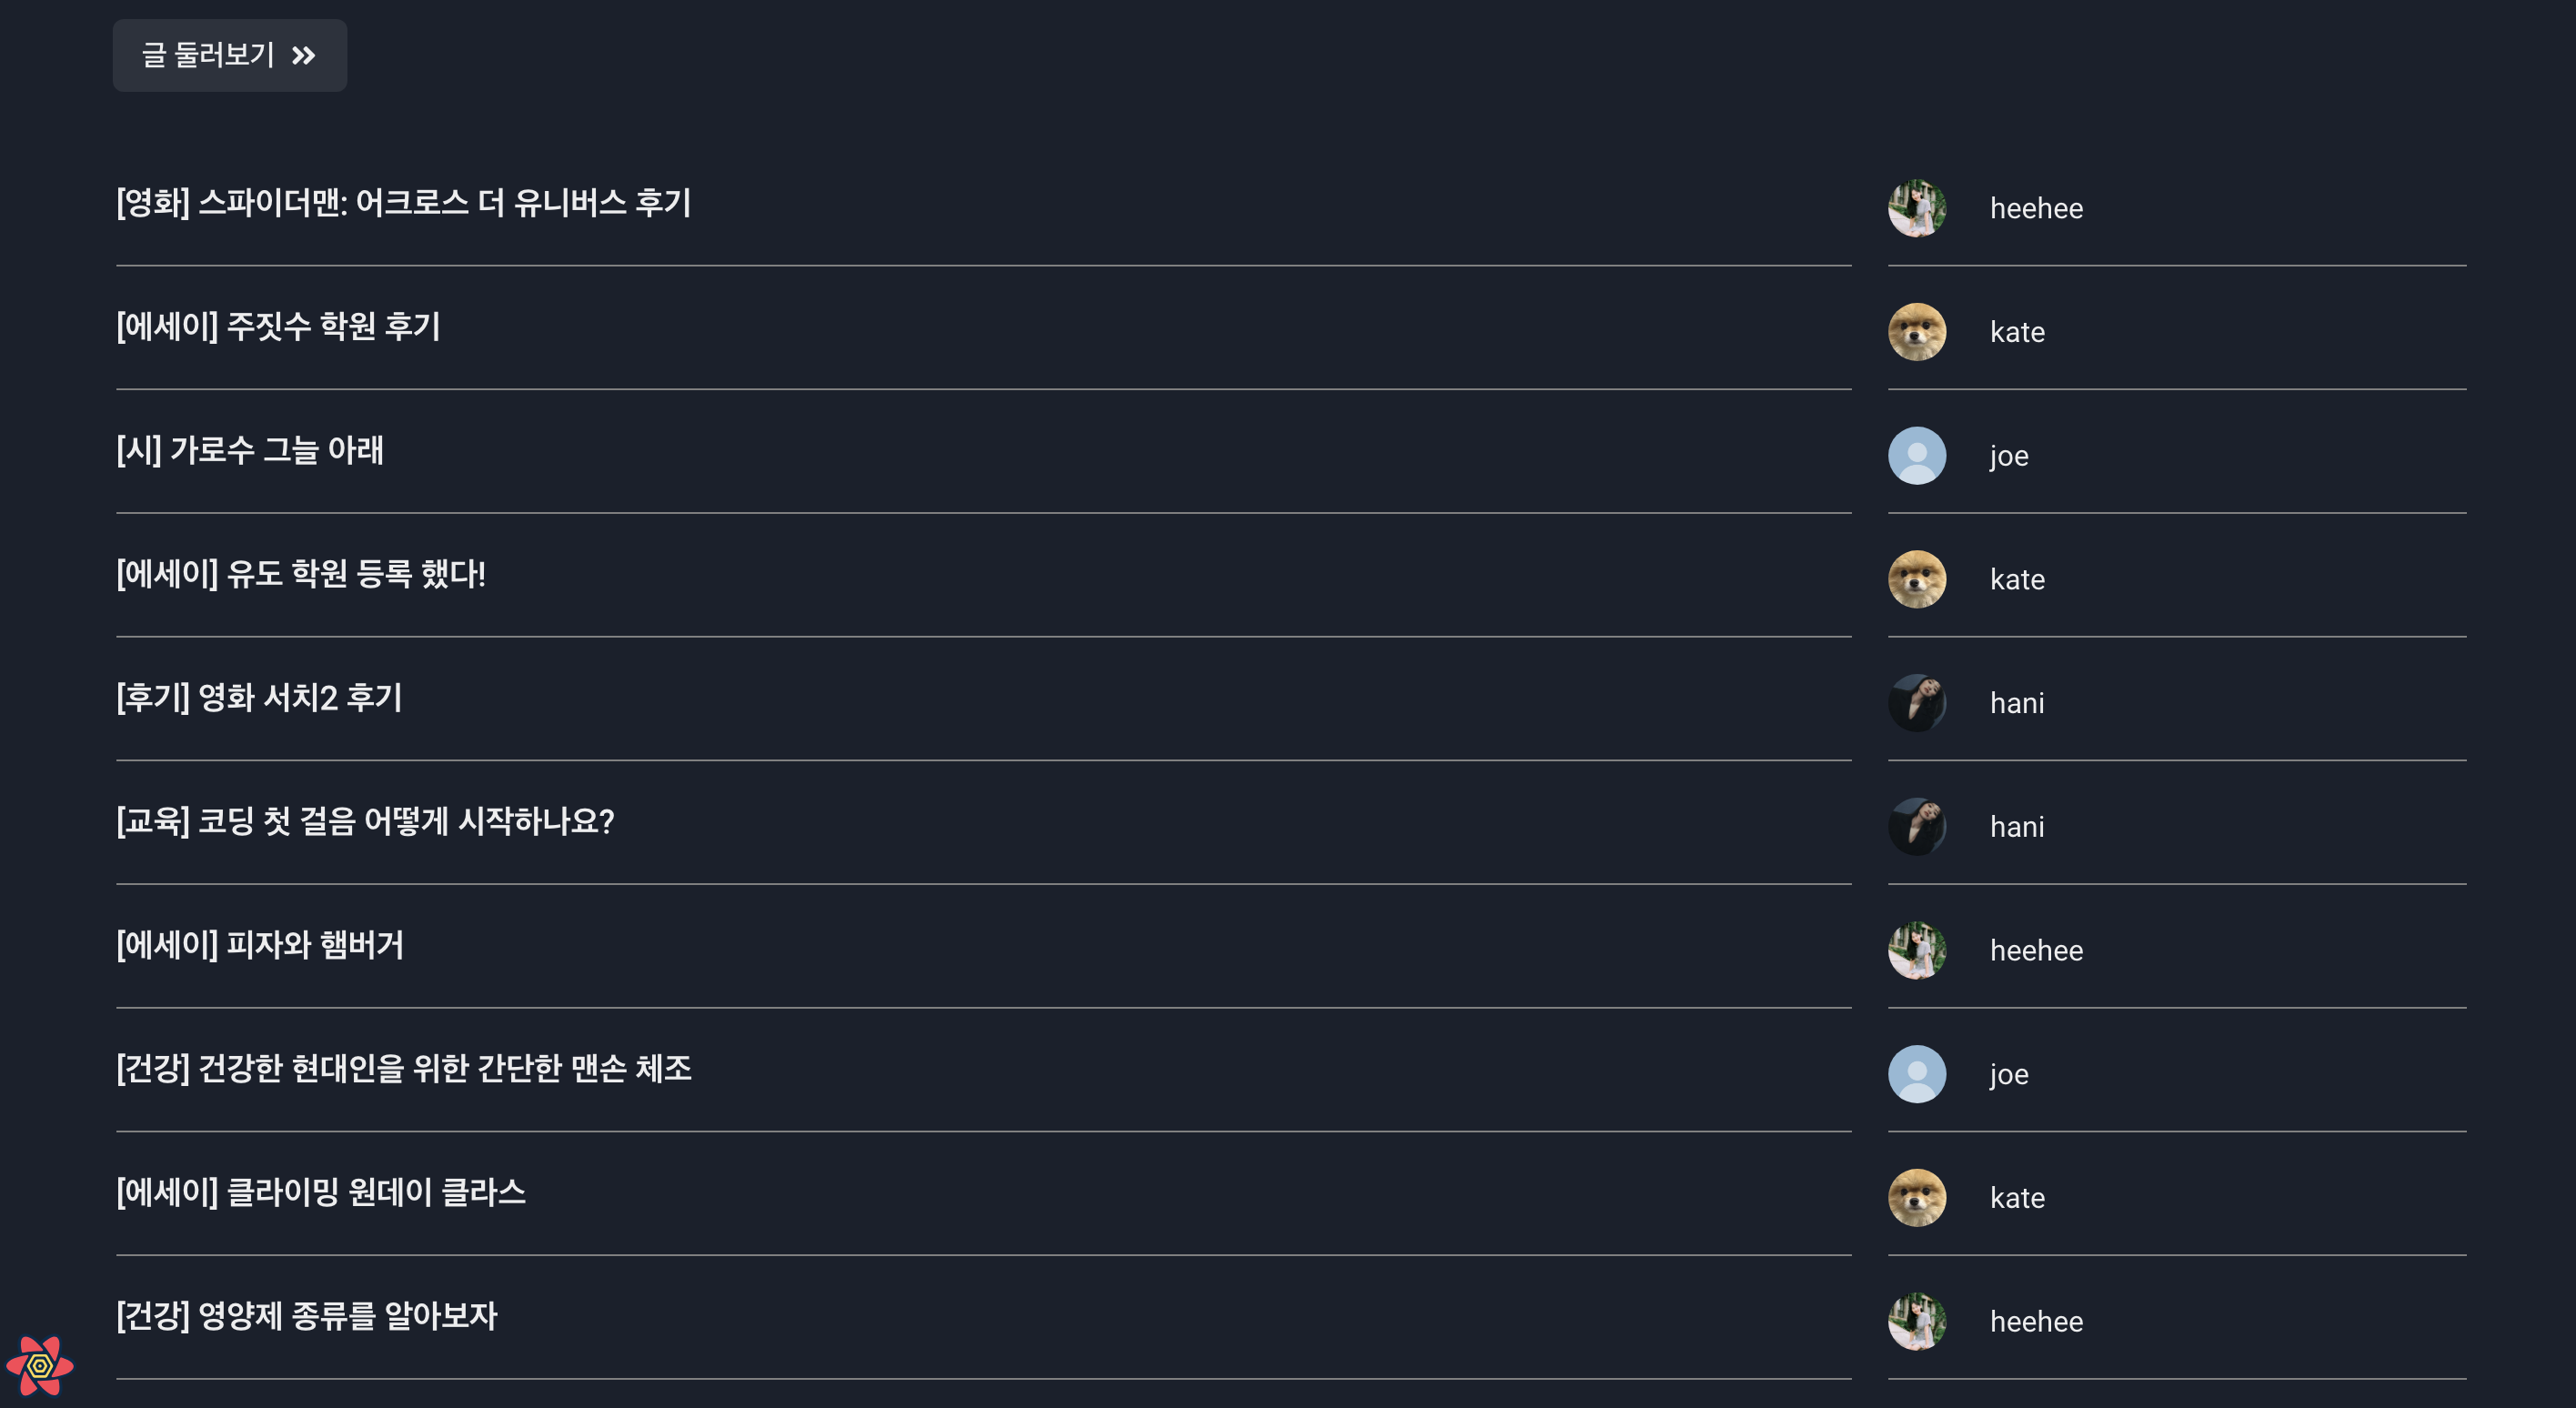 글 둘러보기
[영화] 스파이더맨: 어크로스 더 유니버스 후기
heehee
[에세이] 주짓수 학원 후기
kate
[시] 가로수 그늘 아래
joe
[에세이] 유도 학원 등록 했다!
kate
[후기] 영화 서치2 후기
hani
[교육] 코딩 첫 걸음 어떻게 시작하나요?
hani
[에세이] 피자와 햄버거
heehee
[건강] 건강한 현대인을 위한 간단한 맨손 체조
joe
[에세이] 클라이밍 원데이 클라스
kate
[건강] 영양제 종류를 알아보자
heehee